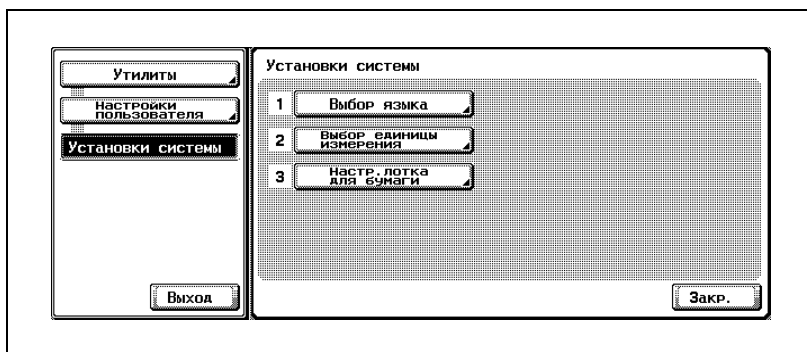 Утилиты
Настройки
пользователя
Установки системы
Выход
Установки системы
1 Выбор языка
2 Выбор единицы
измерения
3 Настр.лотка
для бумаги
Закр.